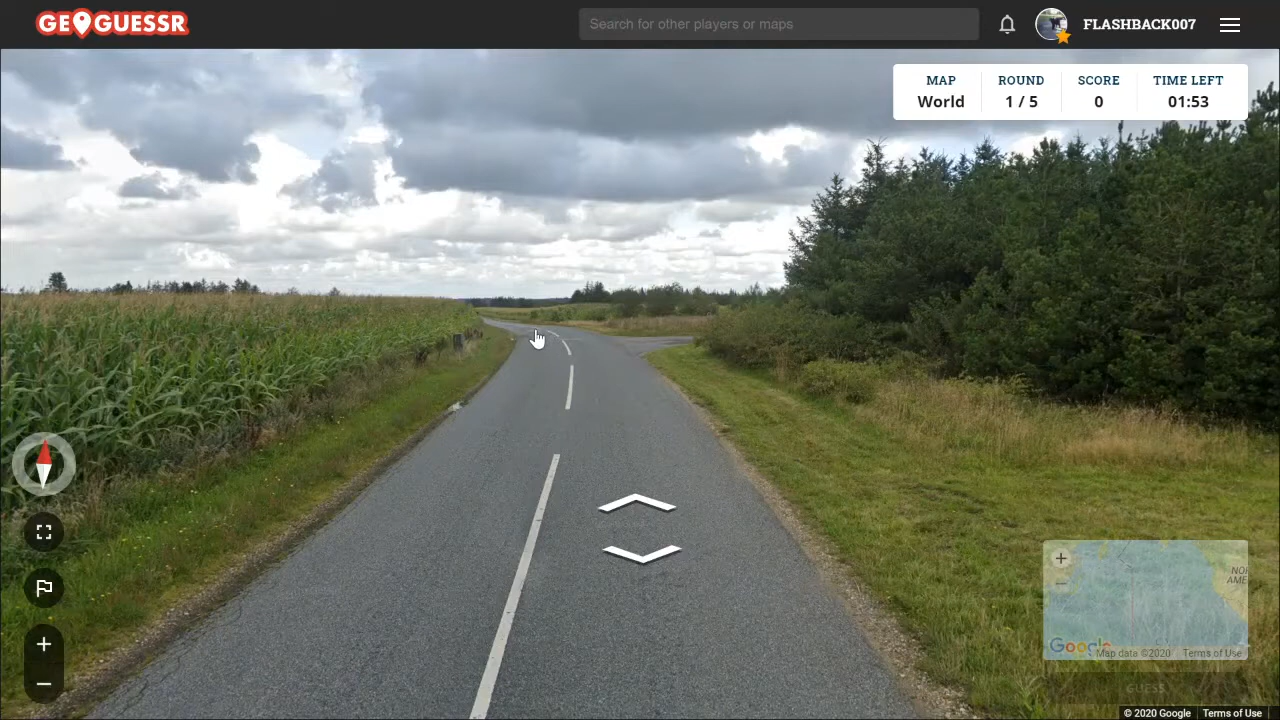 GEOGUESSR
Search for other players or maps
FLASHBACK007
MAP
World
ROUND
1 / 5
SCORE
0
TIME LEFT
01:53
Google
Map data ©2020
Terms of Use
GUESS
© 2020 Google
Terms of Use